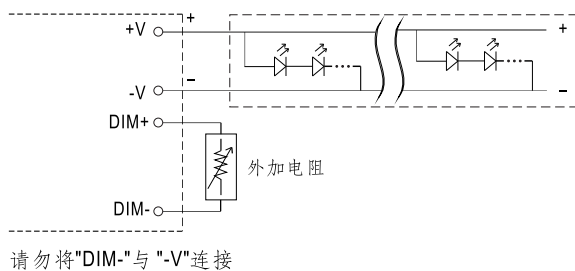 +V
+
+
-V
−
−
DIM+
外加电阻
DIM-
请勿将"DIM-"与 "-V"连接